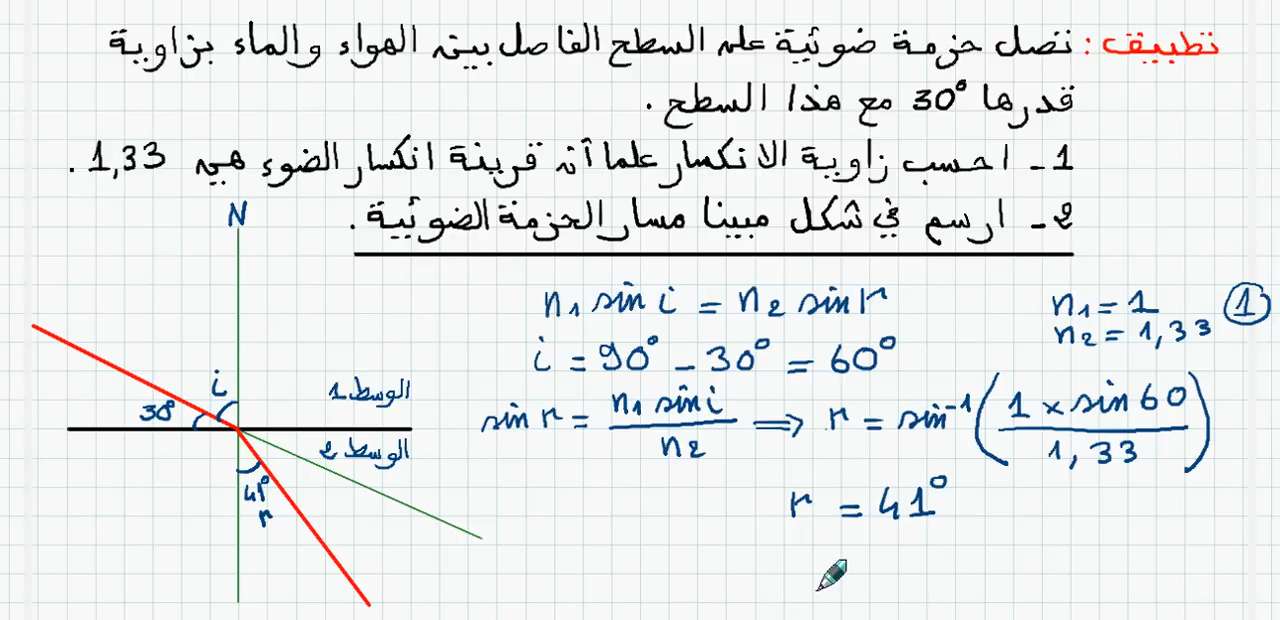 تطبيق: تصل حزمة ضوئية على السطح الفاصل بين الهواء والماء بزاوية
قدرها 30° مع هذا السطح.
1- احسب زاوية الانكسار علما أن قرينة انكسار الضوء هي 1,33.
2- ارسم في شكل مبينا مسار الحزمة الضوئية.
N
n₁ sin i = n₂ sin r
n₁ = 1 ①
n₂ = 1,33
i = 90° - 30° = 60°
sin r = n₁ sin i / n₂ ⟹ r = sin⁻¹ (1 × sin 60 / 1,33)
r = 41°
i
30°
الوسط 1
الوسط 2
41°
r